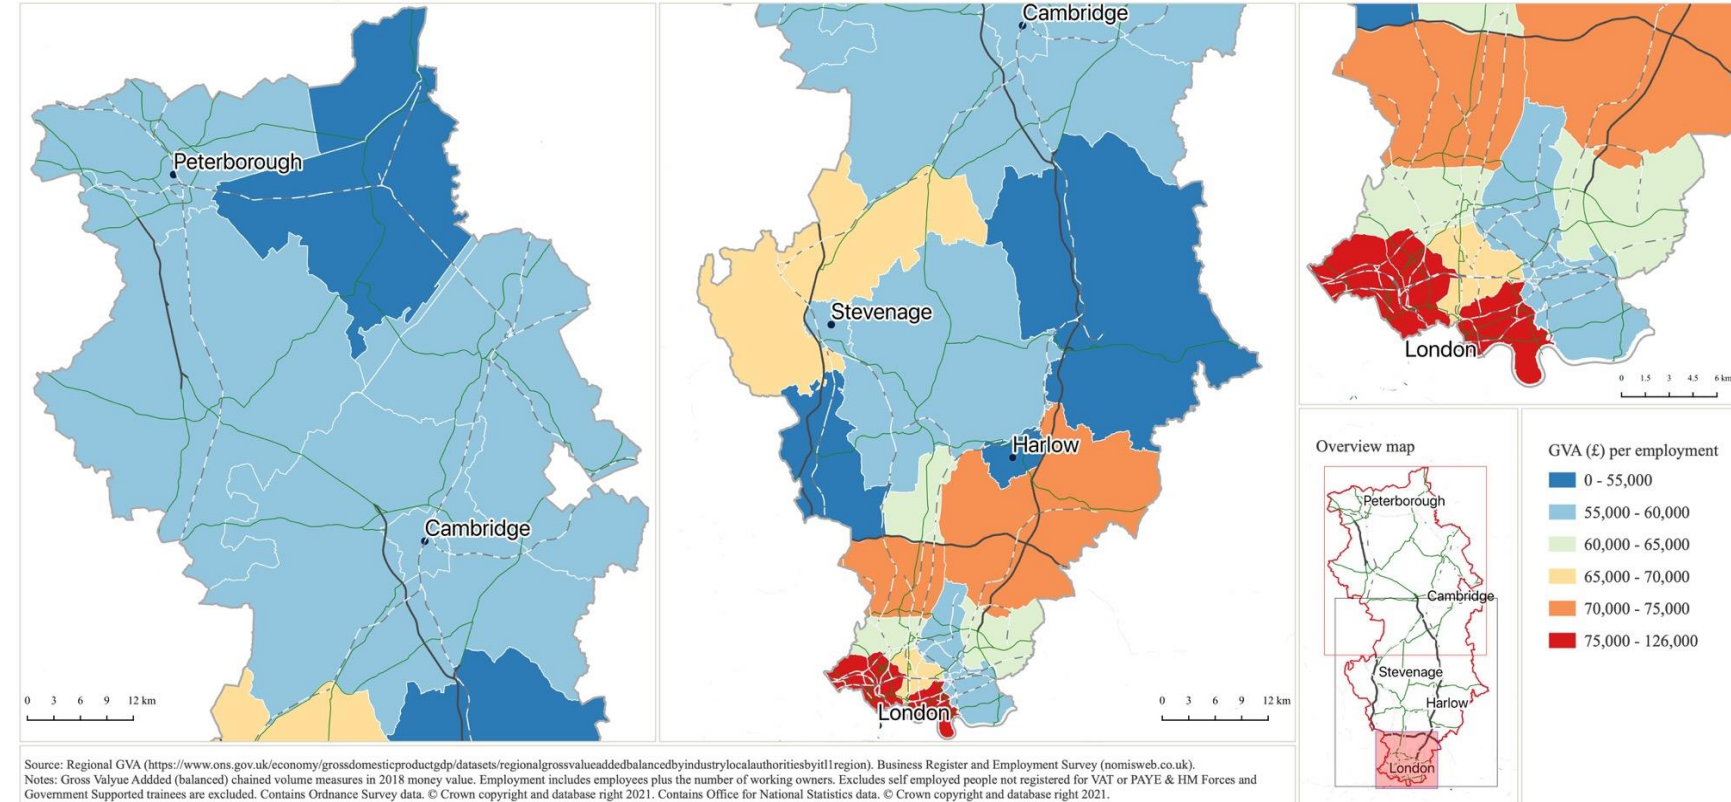 Peterborough
Cambridge
0 3 6 9 12 km
Cambridge
Stevenage
Harlow
London
0 3 6 9 12 km
London
0 1.5 3 4.5 6 km
Overview map
Peterborough
Cambridge
Stevenage
Harlow
London
GVA (£) per employment
0 - 55,000
55,000 - 60,000
60,000 - 65,000
65,000 - 70,000
70,000 - 75,000
75,000 - 126,000
Source: Regional GVA (https://www.ons.gov.uk/economy/grossdomesticproductgdp/datasets/regionalgrossvalueaddedbalancedbyindustrylocalauthoritiesbyitl1region). Business Register and Employment Survey (nomisweb.co.uk).
Notes: Gross Valyue Addded (balanced) chained volume measures in 2018 money value. Employment includes employees plus the number of working owners. Excludes self employed people not registered for VAT or PAYE & HM Forces and
Government Supported trainees are excluded. Contains Ordnance Survey data. © Crown copyright and database right 2021. Contains Office for National Statistics data. © Crown copyright and database right 2021.